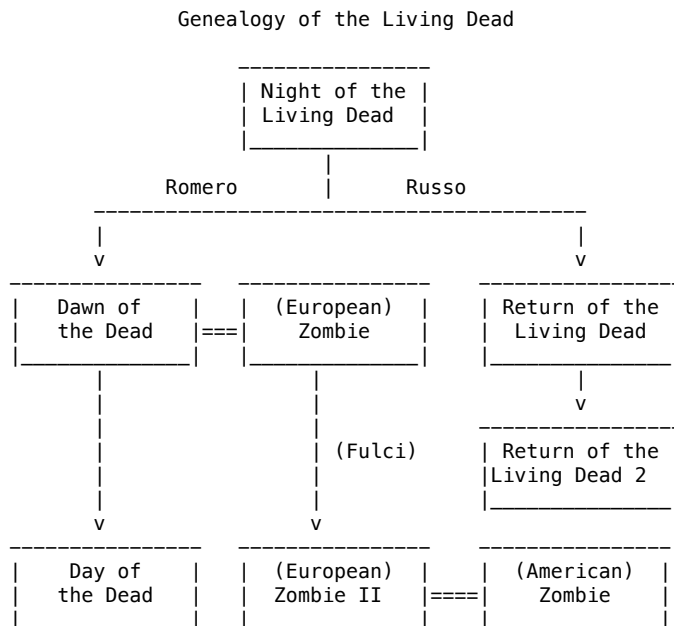 Genealogy of the Living Dead
Night of the
Living Dead
Romero Russo
Dawn of (European) Return of the
the Dead === Zombie Living Dead
(Fulci) Return of the
Living Dead 2
Day of (European) (American)
the Dead Zombie II ==== Zombie